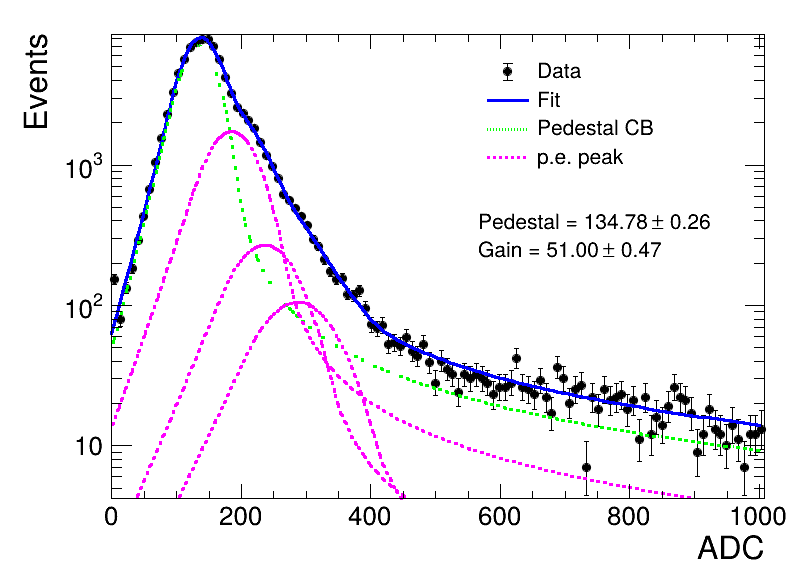 Events
Data
Fit
Pedestal CB
p.e. peak
Pedestal = 134.78 ± 0.26
Gain = 51.00 ± 0.47
10³
10²
10
0 200 400 600 800 1000
ADC